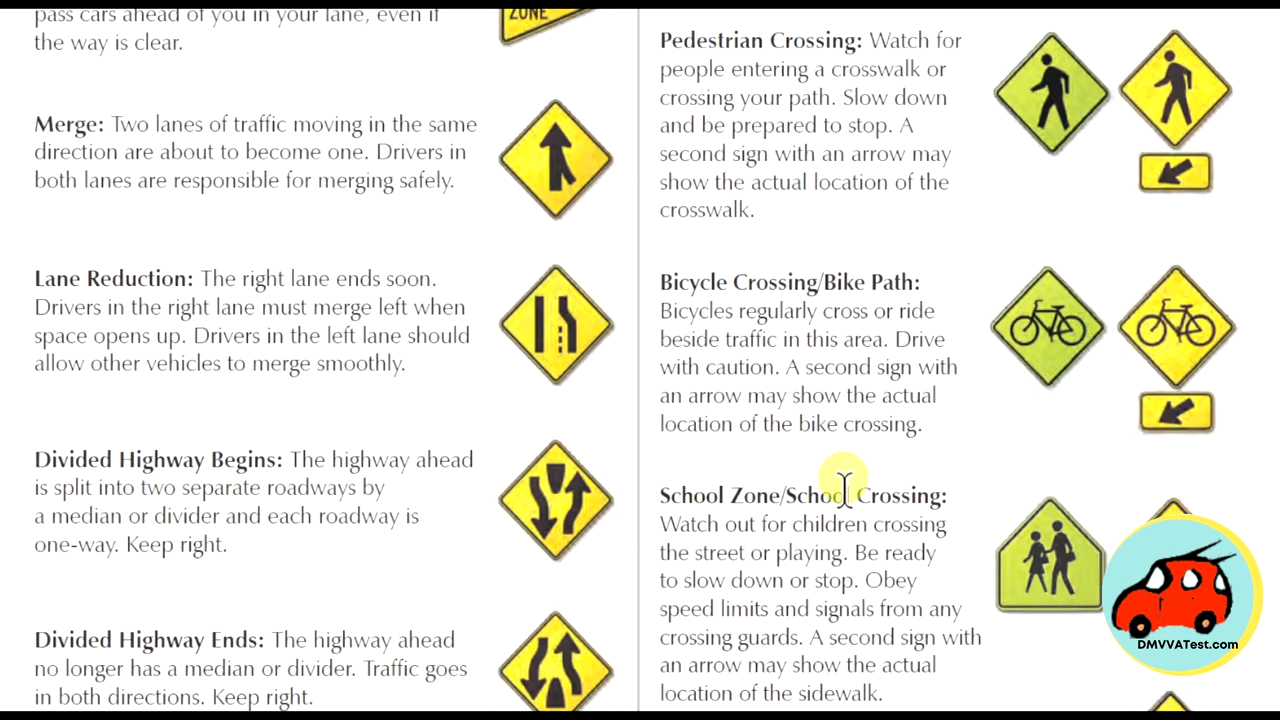 pass cars ahead of you in your lane, even if
the way is clear.
ZONE
Merge: Two lanes of traffic moving in the same
direction are about to become one. Drivers in
both lanes are responsible for merging safely.
Lane Reduction: The right lane ends soon.
Drivers in the right lane must merge left when
space opens up. Drivers in the left lane should
allow other vehicles to merge smoothly.
Divided Highway Begins: The highway ahead
is split into two separate roadways by
a median or divider and each roadway is
one-way. Keep right.
Divided Highway Ends: The highway ahead
no longer has a median or divider. Traffic goes
in both directions. Keep right.
Pedestrian Crossing: Watch for
people entering a crosswalk or
crossing your path. Slow down
and be prepared to stop. A
second sign with an arrow may
show the actual location of the
crosswalk.
Bicycle Crossing/Bike Path:
Bicycles regularly cross or ride
beside traffic in this area. Drive
with caution. A second sign with
an arrow may show the actual
location of the bike crossing.
School Zone/School Crossing:
Watch out for children crossing
the street or playing. Be ready
to slow down or stop. Obey
speed limits and signals from any
crossing guards. A second sign with
an arrow may show the actual
location of the sidewalk.
DMVVATest.com